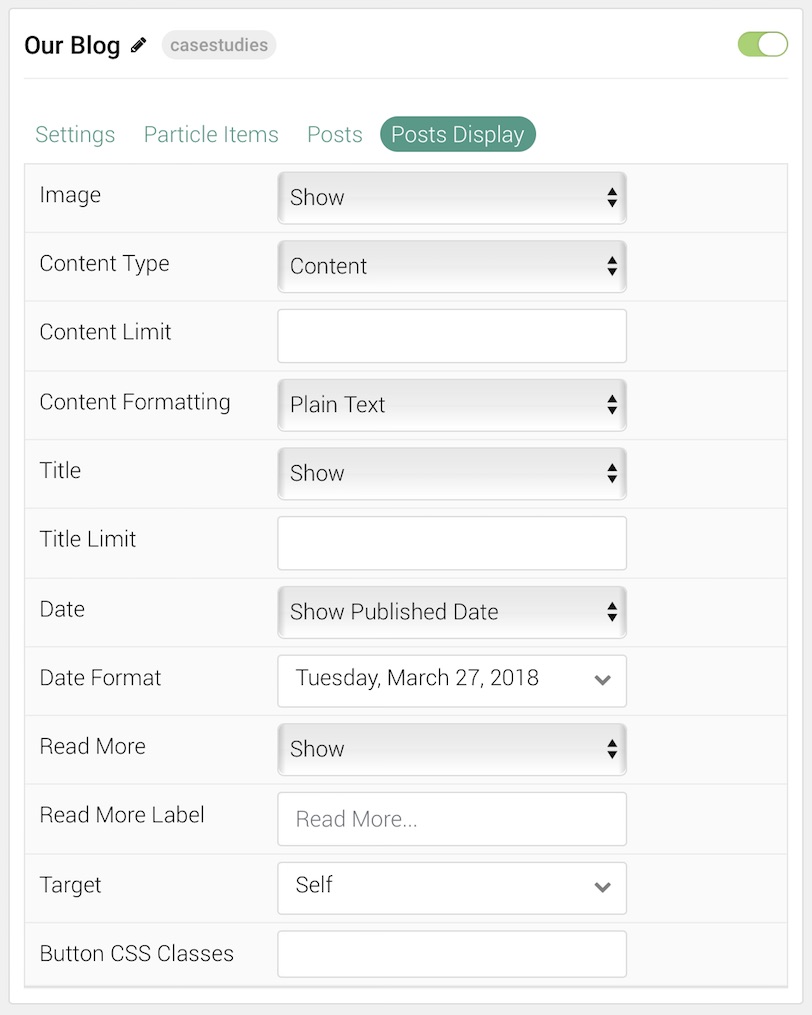 Our Blog casestudies
Settings Particle Items Posts Posts Display
Image Show
Content Type Content
Content Limit
Content Formatting Plain Text
Title Show
Title Limit
Date Show Published Date
Date Format Tuesday, March 27, 2018
Read More Show
Read More Label Read More...
Target Self
Button CSS Classes